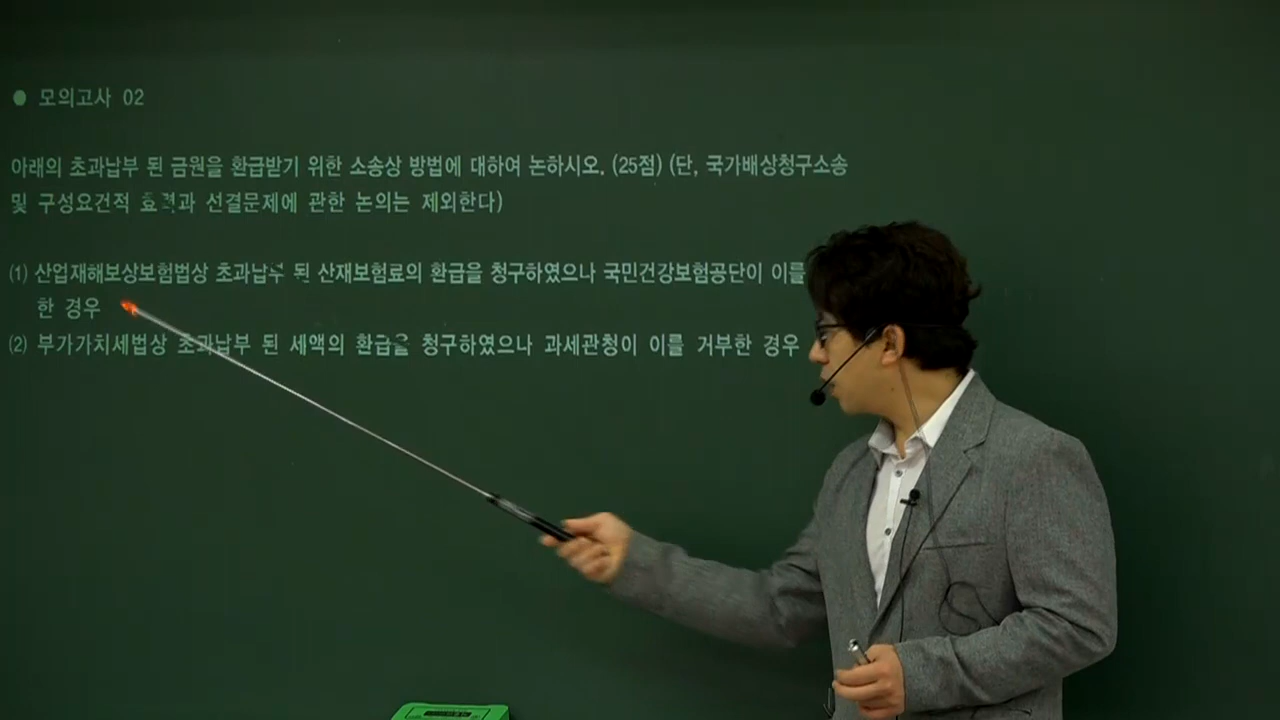 ● 모의고사 02
아래의 초과납부 된 금원을 환급받기 위한 소송상 방법에 대하여 논하시오. (25점) (단, 국가배상청구소송
및 구성요건적 효력과 선결문제에 관한 논의는 제외한다)
(1) 산업재해보상보험법상 초과납부 된 산재보험료의 환급을 청구하였으나 국민건강보험공단이 이를
한 경우
(2) 부가가치세법상 초과납부 된 세액의 환급을 청구하였으나 과세관청이 이를 거부한 경우